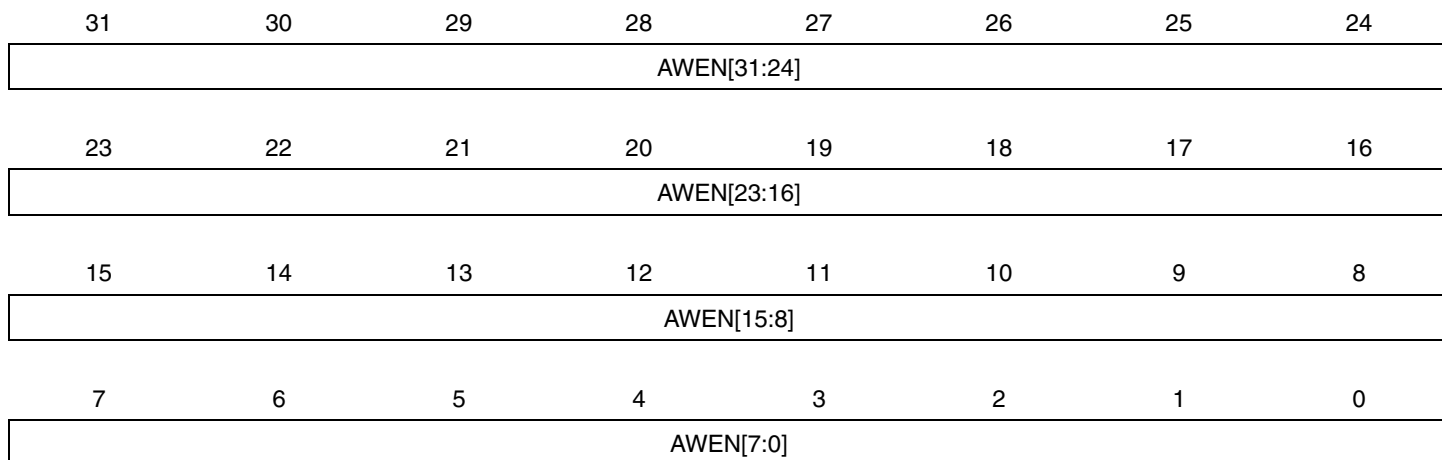 31 30 29 28 27 26 25 24
AWEN[31:24]
23 22 21 20 19 18 17 16
AWEN[23:16]
15 14 13 12 11 10 9 8
AWEN[15:8]
7 6 5 4 3 2 1 0
AWEN[7:0]